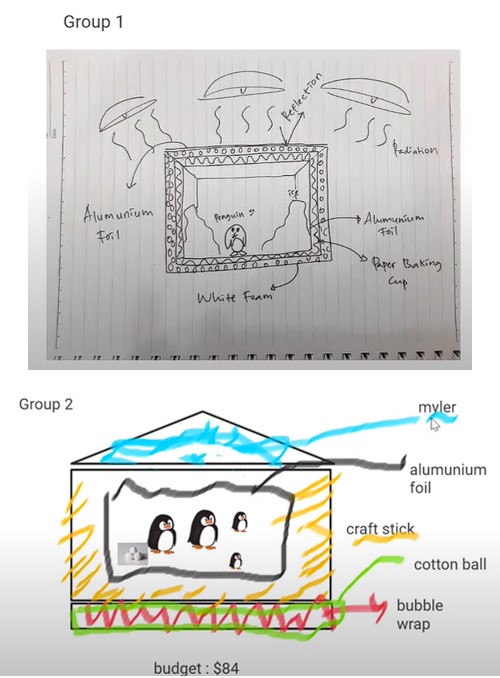 Group 1
Reflection
Radiation
Alumunium
Foil
Penguin
ice
Alumunium
Foil
Paper Baking
Cup
White Foam
Group 2
myler
alumunium
foil
craft stick
cotton ball
bubble
wrap
budget : $84